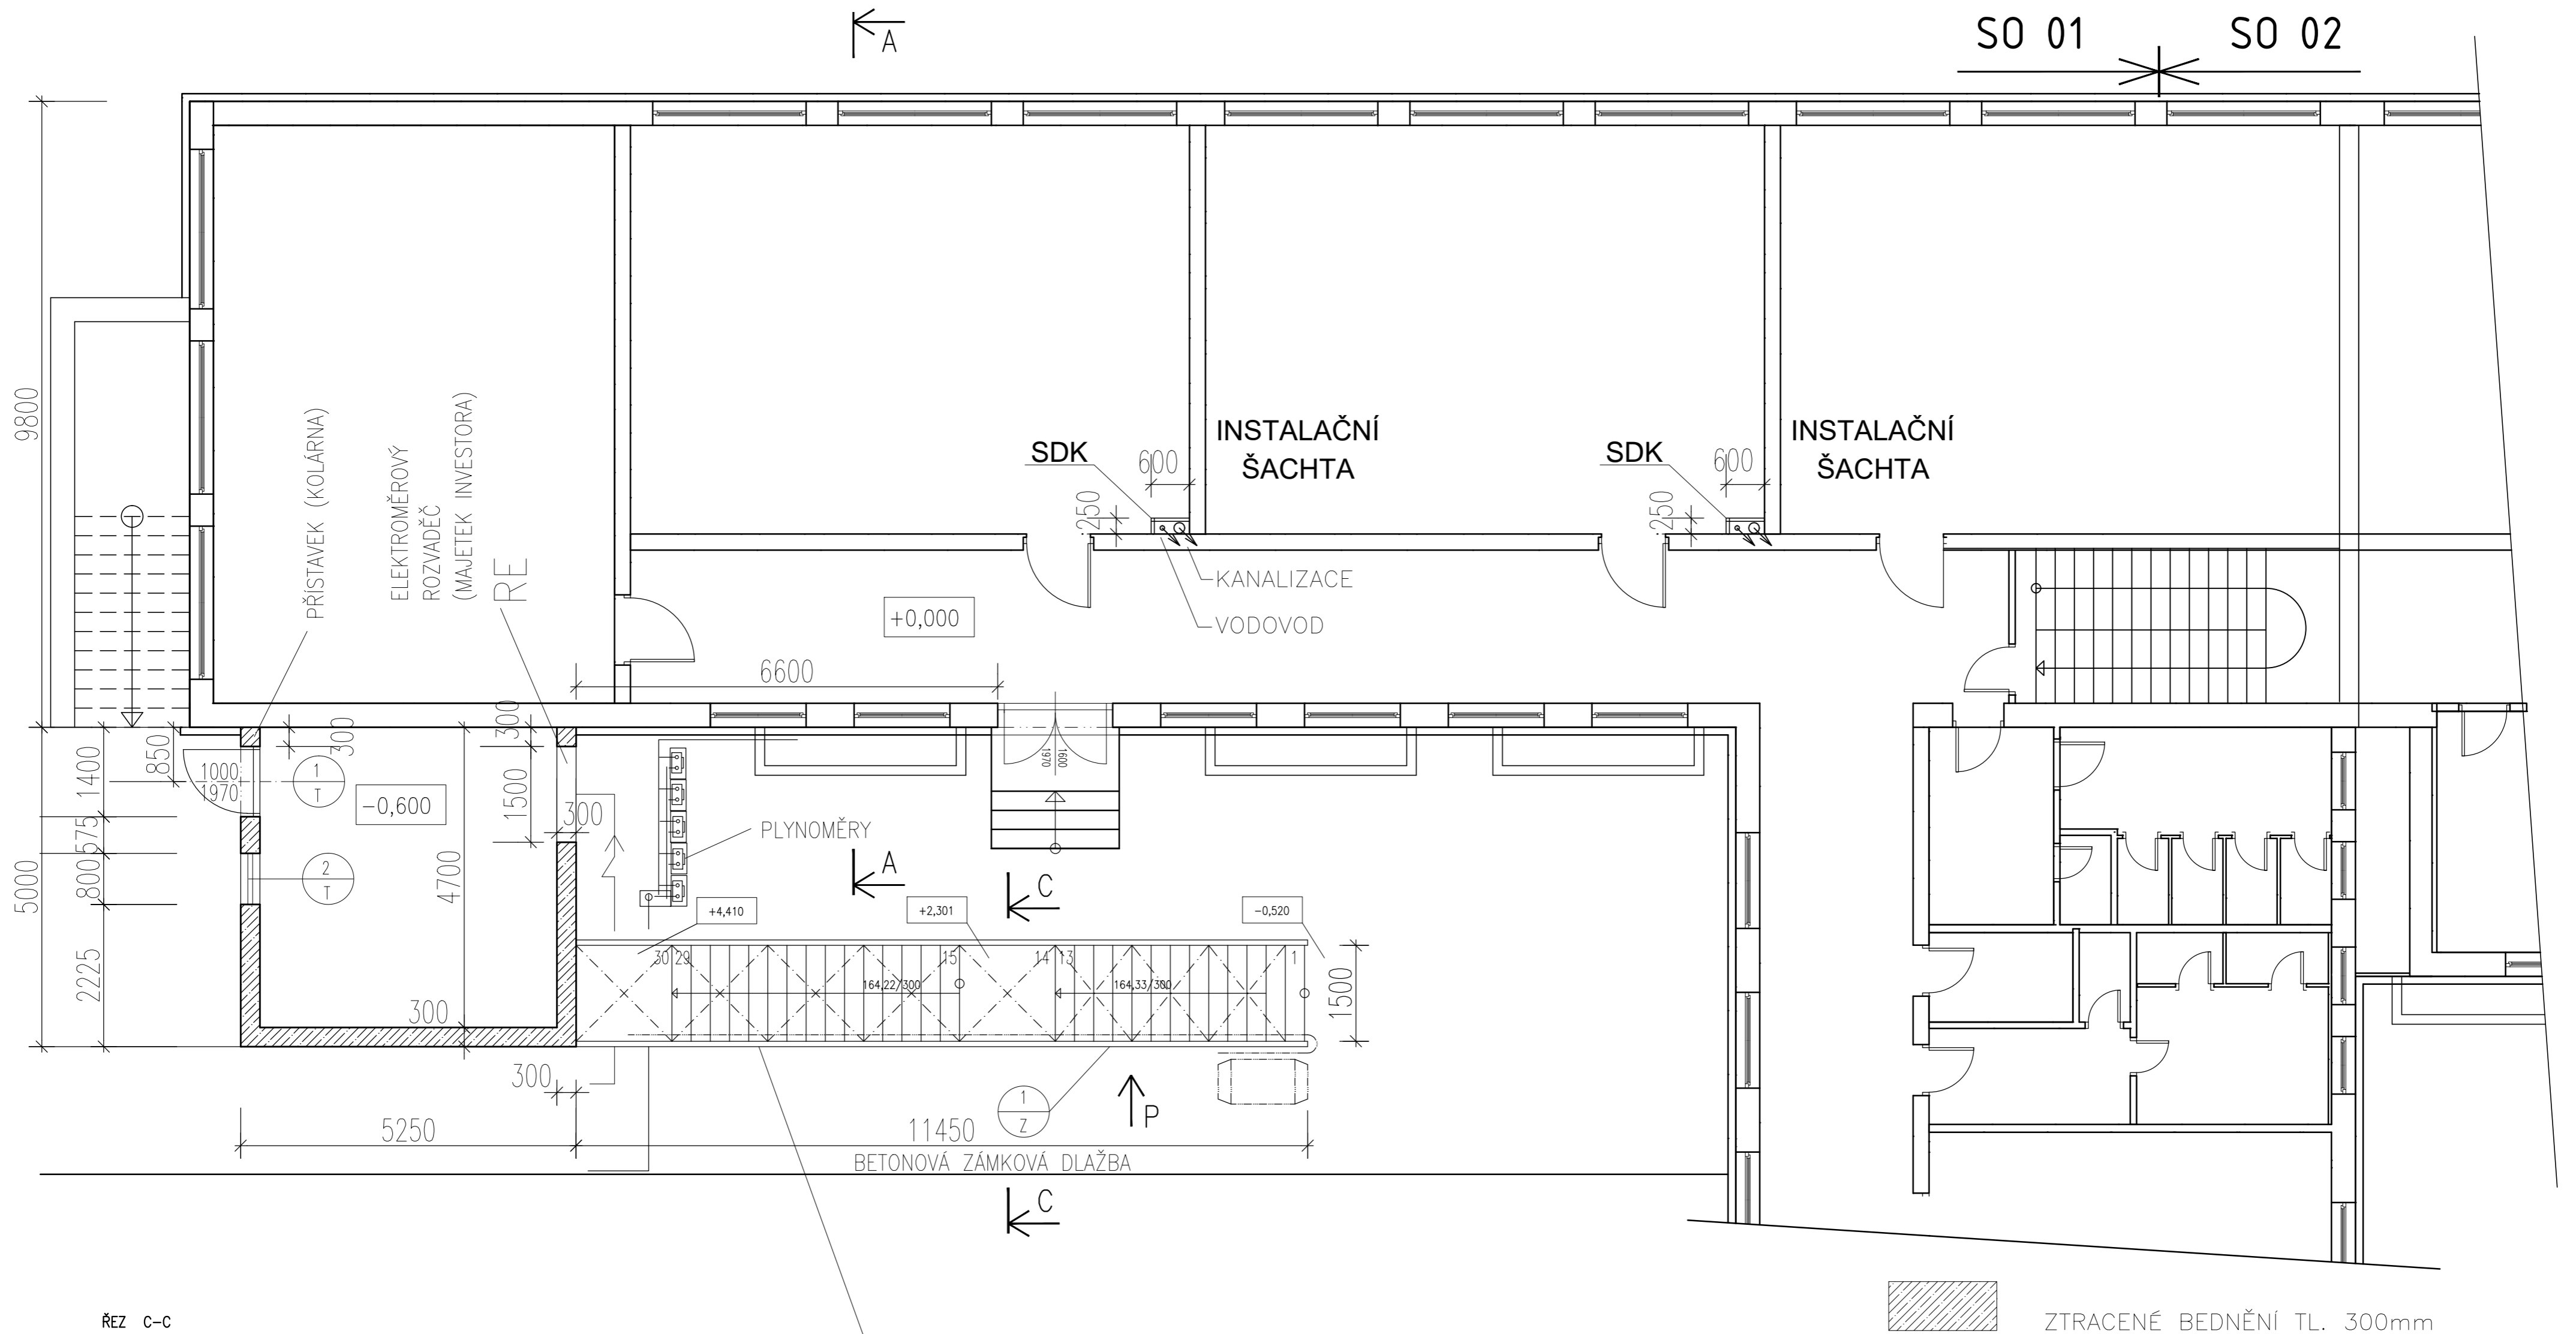 A
SO 01
SO 02
9800
PŘÍSTAVEK (KOLÁRNA)
ELEKTROMĚROVÝ
ROZVADĚČ
(MAJETEK INVESTORA)
RE
SDK
600
250
INSTALAČNÍ
ŠACHTA
SDK
600
250
INSTALAČNÍ
ŠACHTA
KANALIZACE
VODOVOD
+0,000
6600
1600
1970
5000
1400
575
800
2225
850
1000
1970
1
T
2
T
300
-0,600
4700
300
1500
300
300
300
PLYNOMĚRY
A
C
+4,410
+2,301
-0,520
30
29
15
14
13
1
164,22/300
164,33/300
1500
1
Z
P
5250
11450
BETONOVÁ ZÁMKOVÁ DLAŽBA
C
ŘEZ C-C
ZTRACENÉ BEDNĚNÍ TL. 300mm